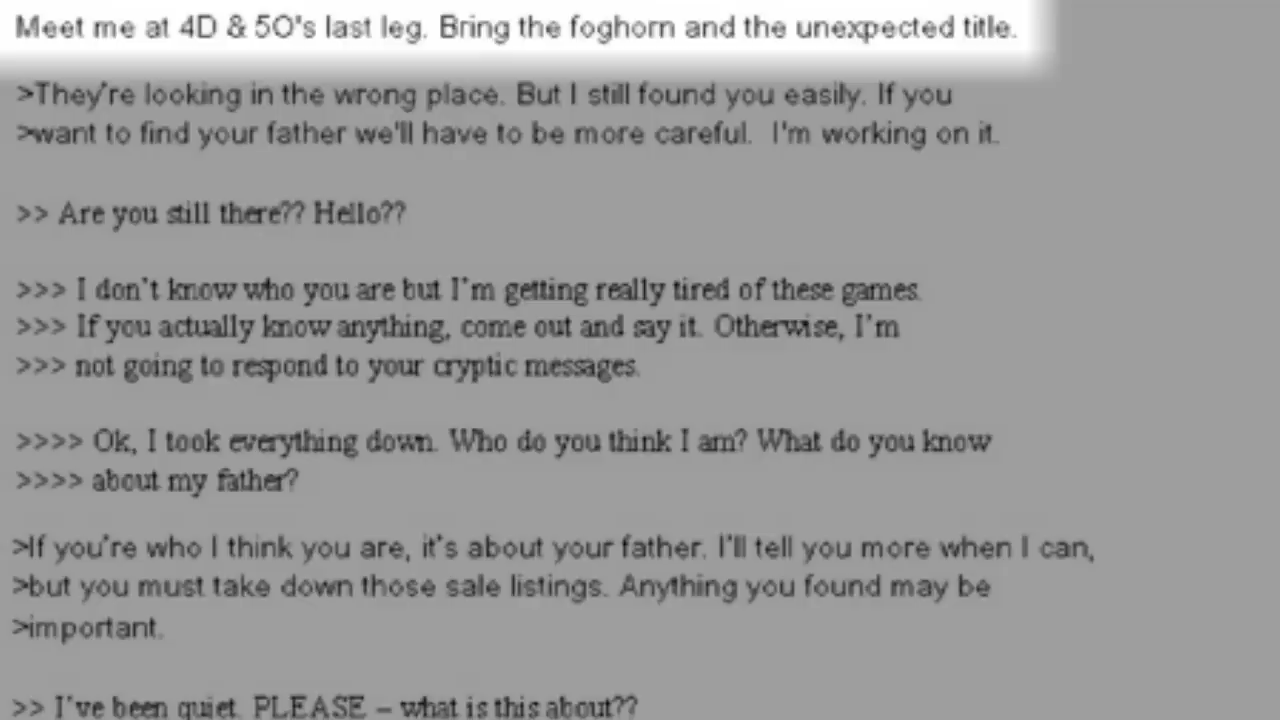 Meet me at 4D & 5O's last leg. Bring the foghorn and the unexpected title.
>They're looking in the wrong place. But I still found you easily. If you
>want to find your father we'll have to be more careful.  I'm working on it.
>> Are you still there?? Hello??
>>> I don't know who you are but I'm getting really tired of these games.
>>> If you actually know anything, come out and say it. Otherwise, I'm
>>> not going to respond to your cryptic messages.
>>>> Ok, I took everything down. Who do you think I am? What do you know
>>>> about my father?
>If you're who I think you are, it's about your father. I'll tell you more when I can,
>but you must take down those sale listings. Anything you found may be
>important.
>> I've been quiet. PLEASE – what is this about??